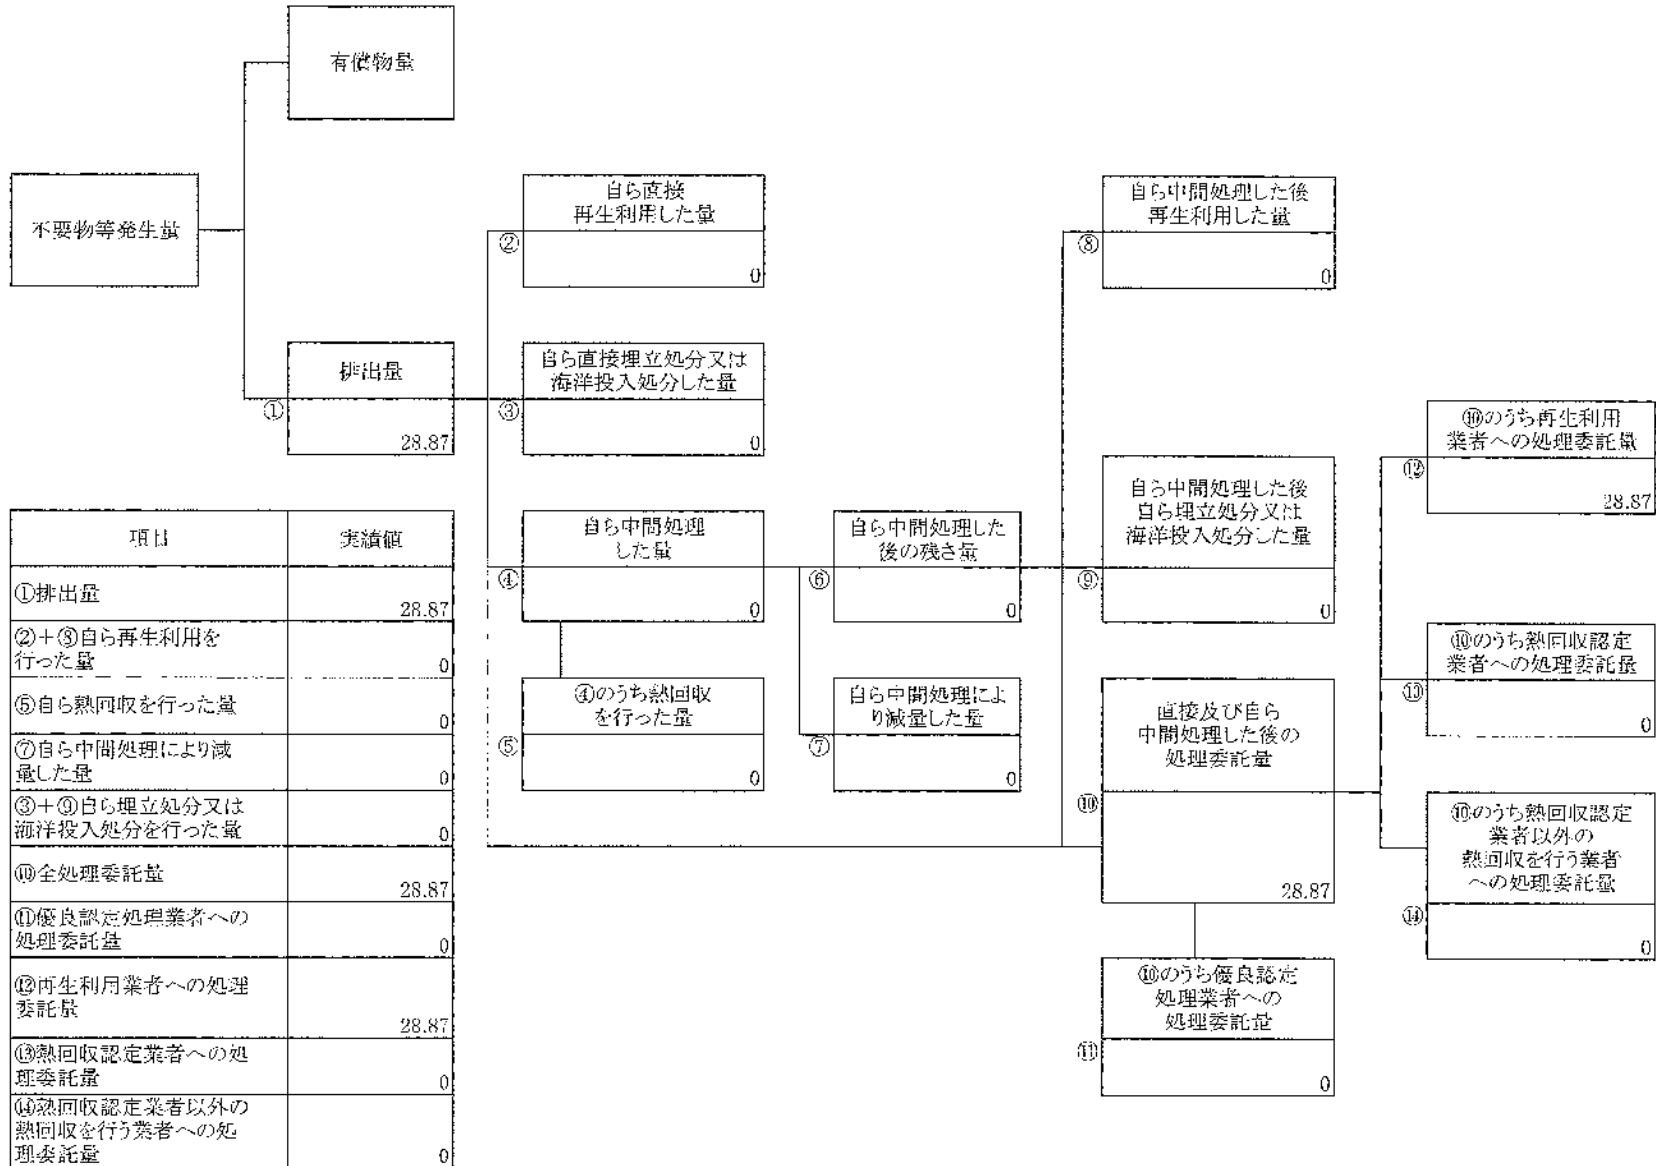 有償物量
不要物等発生量
自ら直接
再生利用した量
②
0
自ら中間処理した後
再生利用した量
⑧
0
排出量
①
28.87
自ら直接埋立処分又は
海洋投入処分した量
③
0
⑩のうち再生利用
業者への処理委託量
⑫
28.87
自ら中間処理
した量
④
0
自ら中間処理した
後の残さ量
⑥
0
自ら中間処理した後
自ら埋立処分又は
海洋投入処分した量
⑨
0
⑩のうち熱回収認定
業者への処理委託量
⑬
0
④のうち熱回収
を行った量
⑤
0
自ら中間処理によ
り減量した量
⑦
0
直接及び自ら
中間処理した後の
処理委託量
⑩
28.87
⑩のうち熱回収認定
業者以外の
熱回収を行う業者
への処理委託量
⑭
0
⑩のうち優良認定
処理業者への
処理委託量
⑪
0
項目 実績値
①排出量 28.87
②+⑧自ら再生利用を
行った量 0
⑤自ら熱回収を行った量 0
⑦自ら中間処理により減
量した量 0
③+⑨自ら埋立処分又は
海洋投入処分を行った量 0
⑩全処理委託量 28.87
⑪優良認定処理業者への
処理委託量 0
⑫再生利用業者への処理
委託量 28.87
⑬熱回収認定業者への処
理委託量 0
⑭熱回収認定業者以外の
熱回収を行う業者への処
理委託量 0